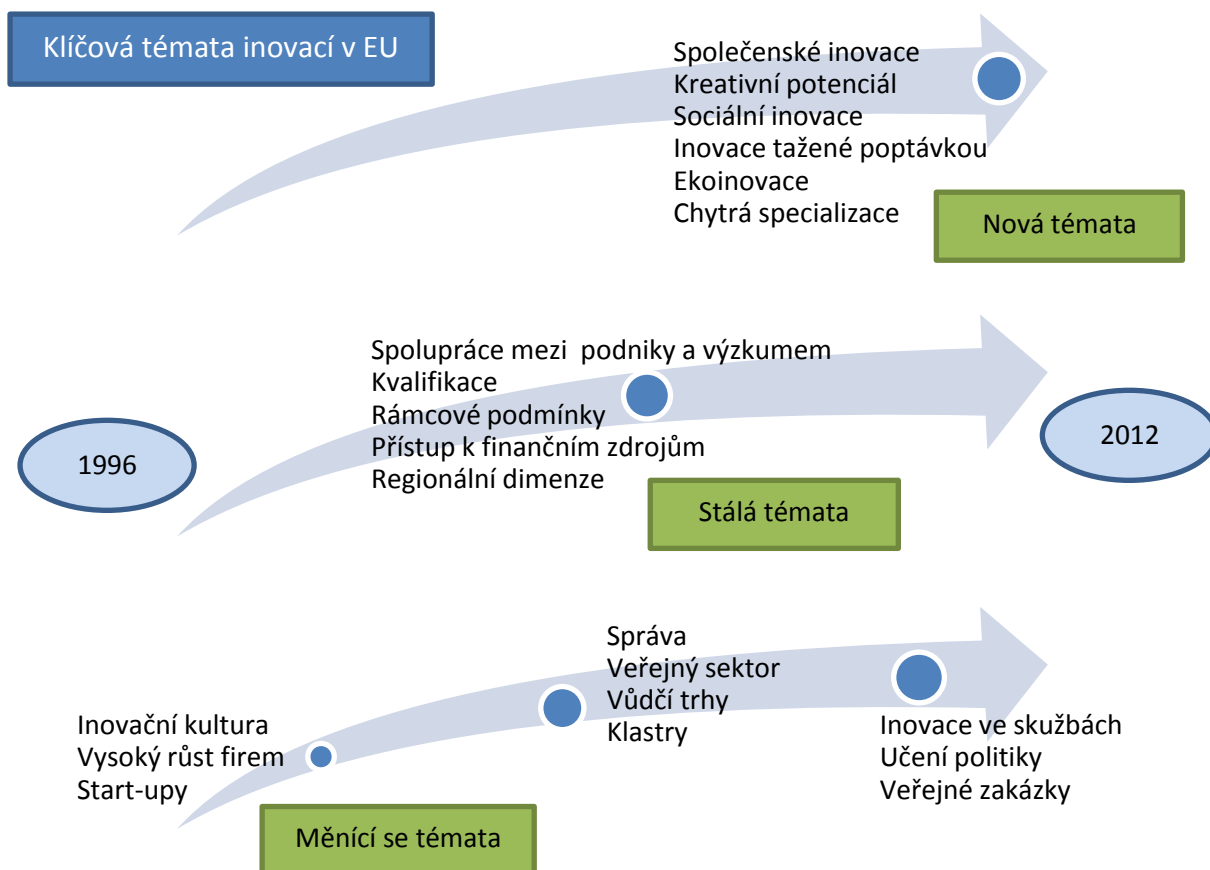 Klíčová témata inovací v EU
Společenské inovace
Kreativní potenciál
Sociální inovace
Inovace tažené poptávkou
Ekoinovace
Chytrá specializace
Nová témata
Spolupráce mezi  podniky a výzkumem
Kvalifikace
Rámcové podmínky
Přístup k finančním zdrojům
Regionální dimenze
1996
2012
Stálá témata
Správa
Veřejný sektor
Vůdčí trhy
Klastry
Inovační kultura
Vysoký růst firem
Start-upy
Inovace ve skužbách
Učení politiky
Veřejné zakázky
Měnící se témata